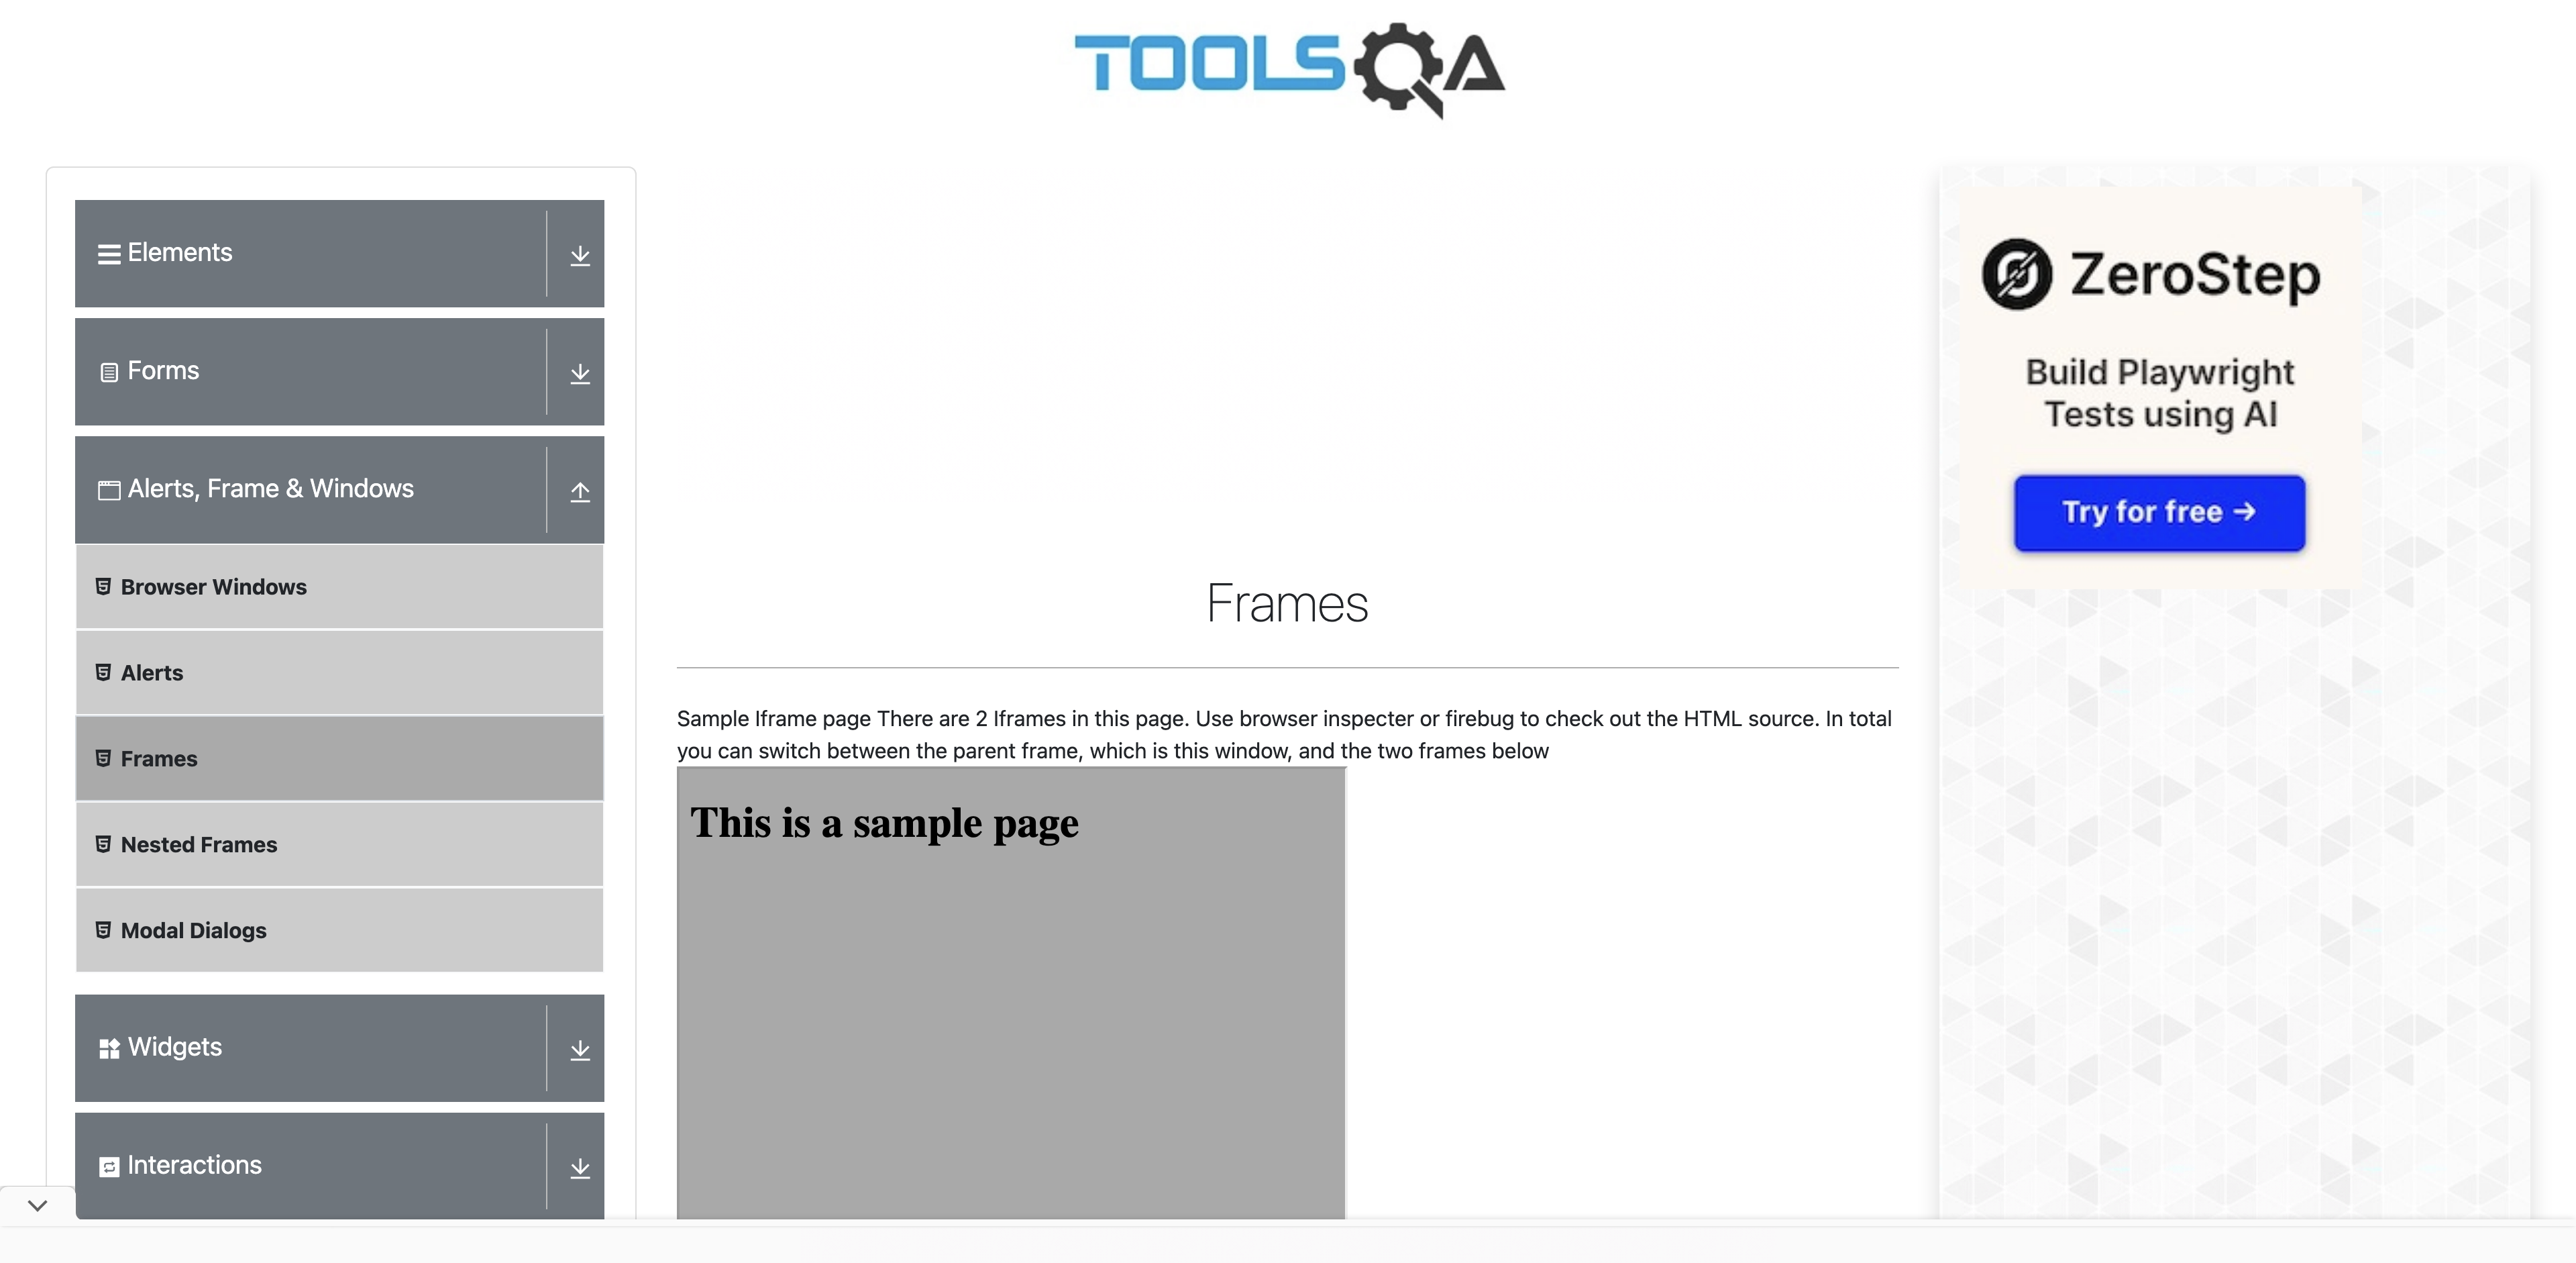 TOOLSQA
Elements
Forms
Alerts, Frame & Windows
Browser Windows
Alerts
Frames
Nested Frames
Modal Dialogs
Widgets
Interactions
Frames
Sample Iframe page There are 2 Iframes in this page. Use browser inspecter or firebug to check out the HTML source. In total
you can switch between the parent frame, which is this window, and the two frames below
This is a sample page
ZeroStep
Build Playwright
Tests using AI
Try for free →